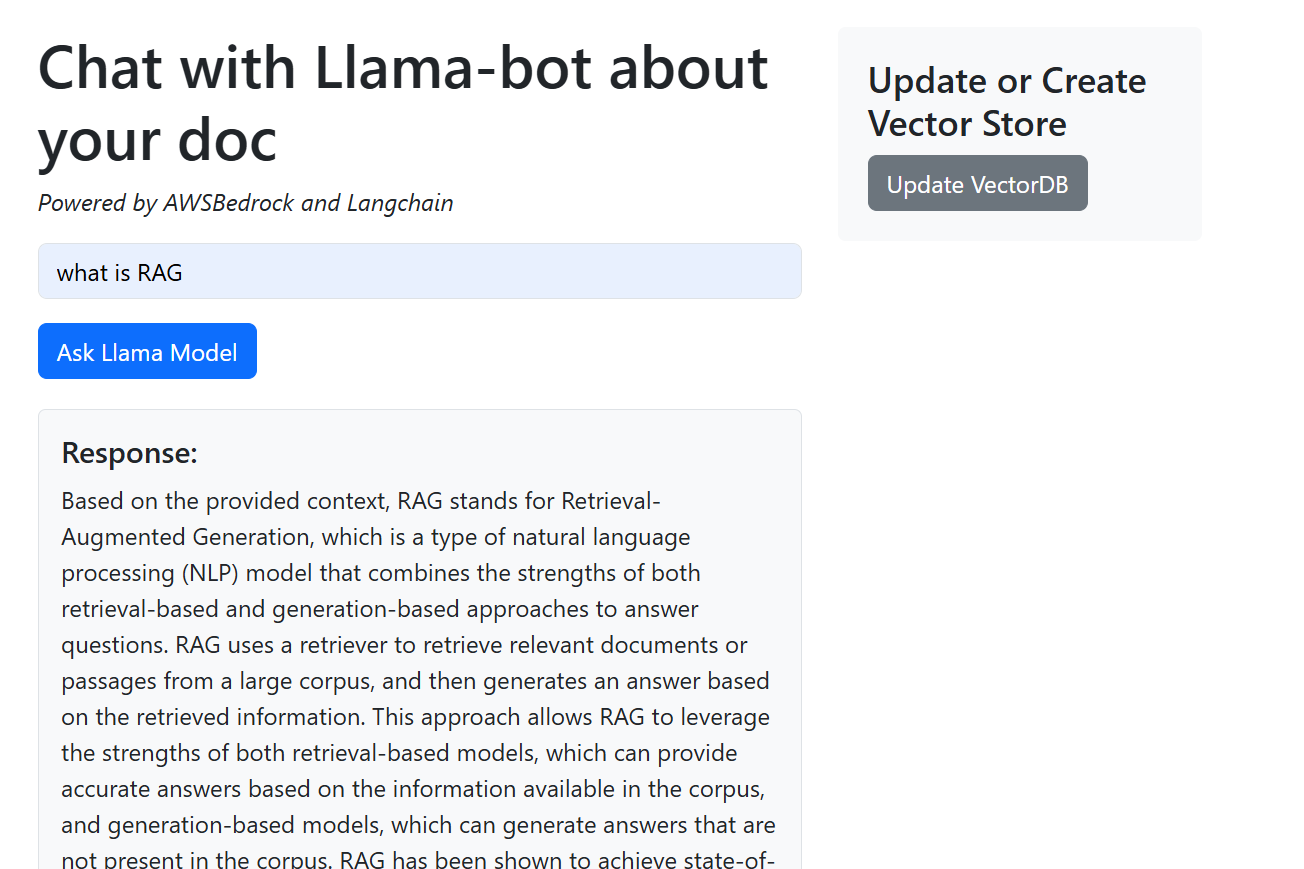 Chat with Llama-bot about
your doc
Powered by AWSBedrock and Langchain
what is RAG
Ask Llama Model
Response:
Based on the provided context, RAG stands for Retrieval-
Augmented Generation, which is a type of natural language
processing (NLP) model that combines the strengths of both
retrieval-based and generation-based approaches to answer
questions. RAG uses a retriever to retrieve relevant documents or
passages from a large corpus, and then generates an answer based
on the retrieved information. This approach allows RAG to leverage
the strengths of both retrieval-based models, which can provide
accurate answers based on the information available in the corpus,
and generation-based models, which can generate answers that are
not present in the corpus. RAG has been shown to achieve state-of-
Update or Create
Vector Store
Update VectorDB